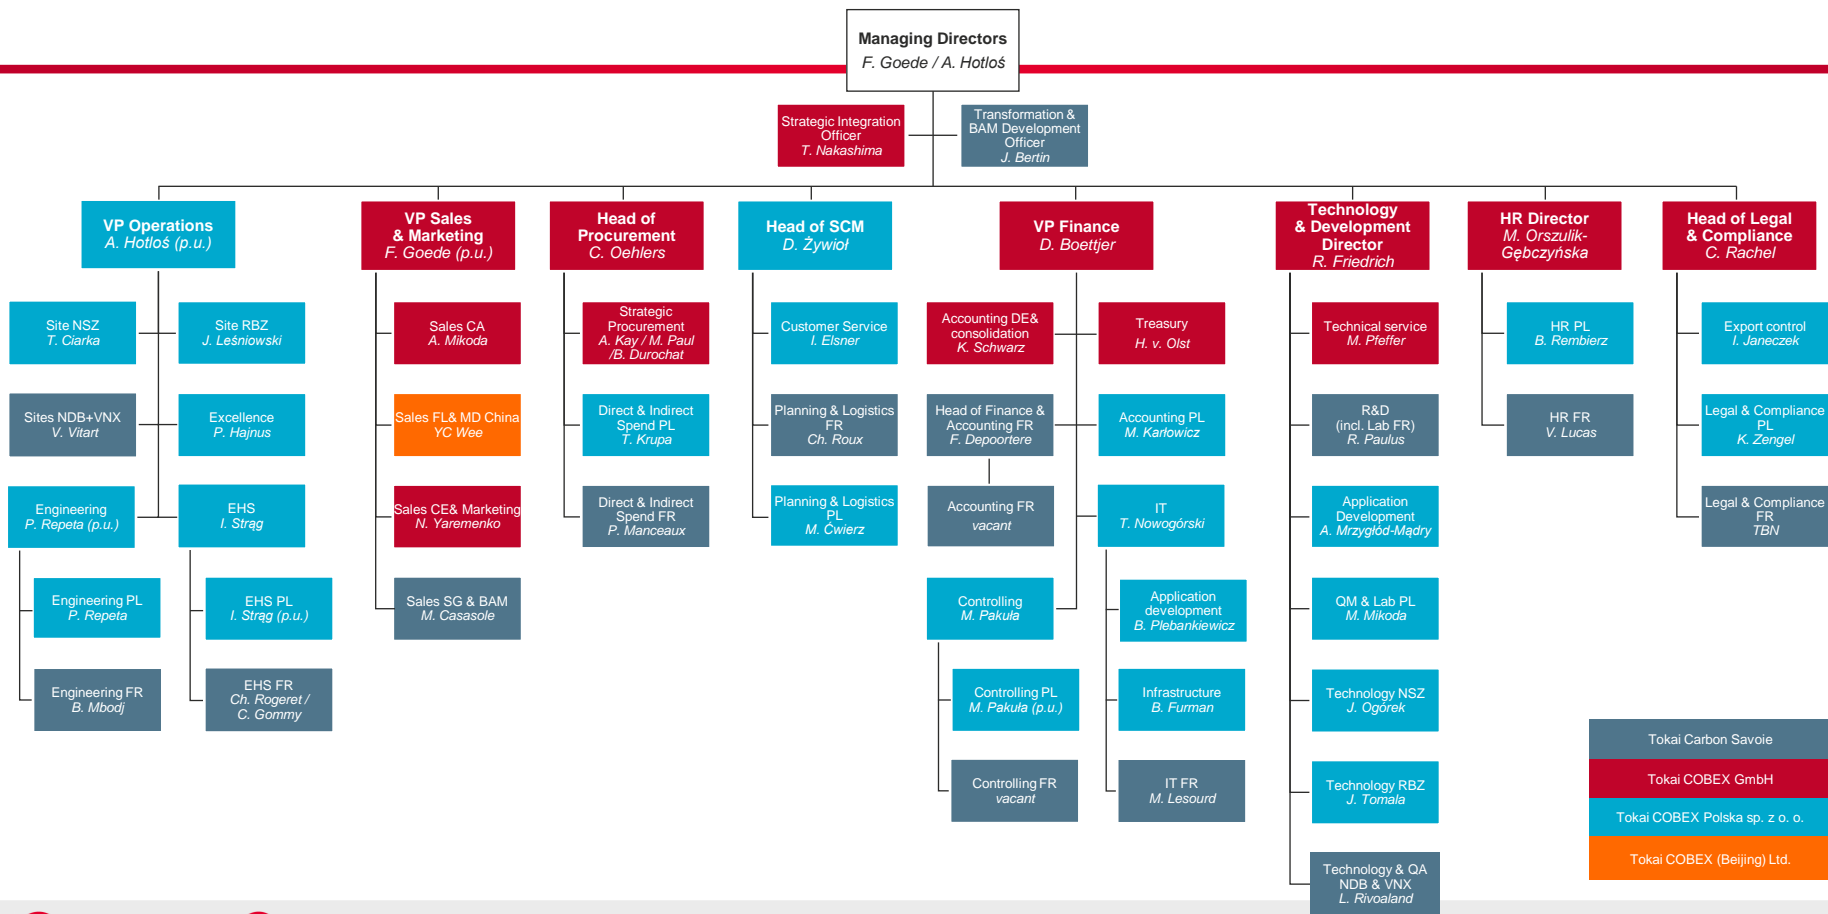 Managing Directors
F. Goede / A. Hotloś
Strategic Integration
Officer
T. Nakashima
Transformation &
BAM Development
Officer
J. Bertin
VP Operations
A. Hotloś (p.u.)
VP Sales
& Marketing
F. Goede (p.u.)
Head of
Procurement
C. Oehlers
Head of SCM
D. Żywioł
VP Finance
D. Boettjer
Technology
& Development
Director
R. Friedrich
HR Director
M. Orszulik-
Gębczyńska
Head of Legal
& Compliance
C. Rachel
Site NSZ
T. Ciarka
Site RBZ
J. Leśniowski
Sales CA
A. Mikoda
Strategic
Procurement
A. Kay / M. Paul
/B. Durochat
Customer Service
I. Elsner
Accounting DE&
consolidation
K. Schwarz
Treasury
H. v. Olst
Technical service
M. Pfeffer
HR PL
B. Rembierz
Export control
I. Janeczek
Sites NDB+VNX
V. Vitart
Excellence
P. Hajnus
Sales FL& MD China
YC Wee
Direct & Indirect
Spend PL
T. Krupa
Planning & Logistics
FR
Ch. Roux
Head of Finance &
Accounting FR
F. Depoortere
Accounting PL
M. Karłowicz
R&D
(incl. Lab FR)
R. Paulus
HR FR
V. Lucas
Legal & Compliance
PL
K. Zengel
Engineering
P. Repeta (p.u.)
EHS
I. Strąg
Sales CE& Marketing
N. Yaremenko
Direct & Indirect
Spend FR
P. Manceaux
Planning & Logistics
PL
M. Ćwierz
Accounting FR
vacant
IT
T. Nowogórski
Application
Development
A. Mrzygłód-Mądry
Legal & Compliance
FR
TBN
Engineering PL
P. Repeta
EHS PL
I. Strąg (p.u.)
Sales SG & BAM
M. Casasole
Controlling
M. Pakuła
Application
development
B. Plebankiewicz
QM & Lab PL
M. Mikoda
Engineering FR
B. Mbodj
EHS FR
Ch. Rogeret /
C. Gommy
Controlling PL
M. Pakuła (p.u.)
Infrastructure
B. Furman
Technology NSZ
J. Ogórek
Controlling FR
vacant
IT FR
M. Lesourd
Technology RBZ
J. Tomala
Technology & QA
NDB & VNX
L. Rivoaland
Tokai Carbon Savoie
Tokai COBEX GmbH
Tokai COBEX Polska sp. z o. o.
Tokai COBEX (Beijing) Ltd.